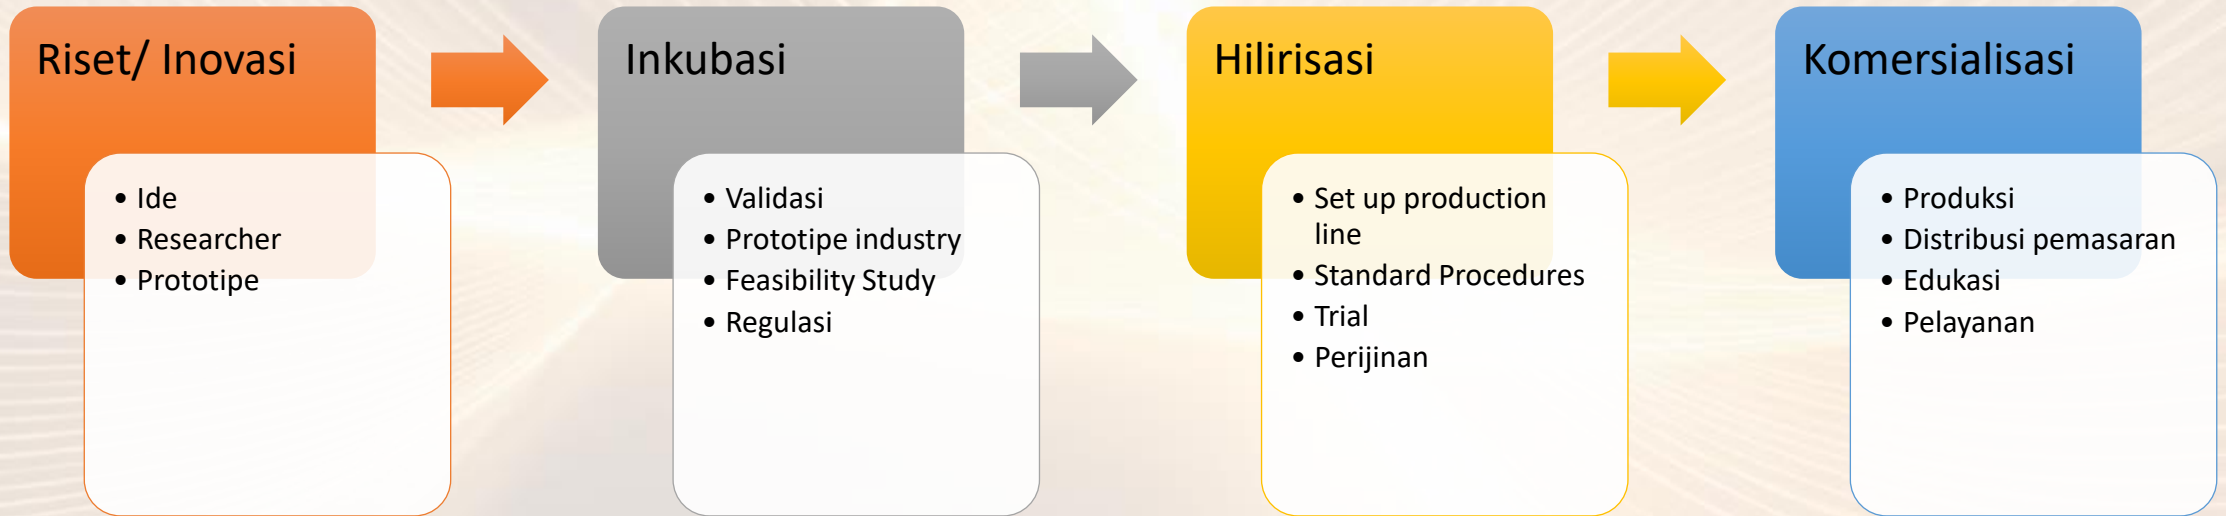 Riset/ Inovasi
• Ide
• Researcher
• Prototipe
Inkubasi
• Validasi
• Prototipe industry
• Feasibility Study
• Regulasi
Hilirisasi
• Set up production
line
• Standard Procedures
• Trial
• Perijinan
Komersialisasi
• Produksi
• Distribusi pemasaran
• Edukasi
• Pelayanan